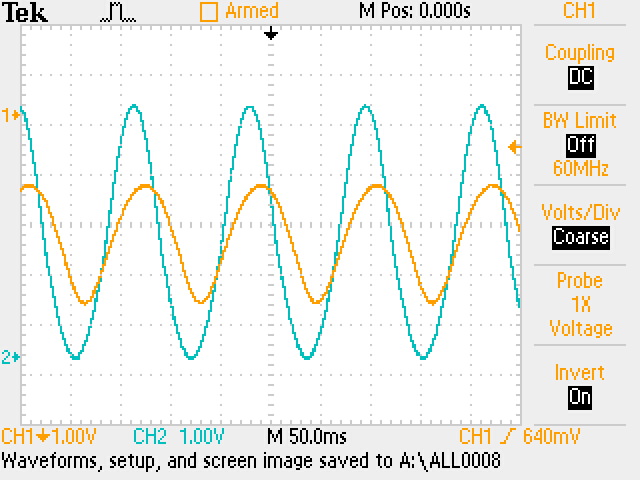 Tek Armed M Pos: 0.000s CH1
Coupling
DC
BW Limit
Off
60MHz
Volts/Div
Coarse
Probe
1X
Voltage
Invert
On
1
2
CH1 1.00V CH2 1.00V M 50.0ms CH1 640mV
Waveforms, setup, and screen image saved to A:\ALL0008